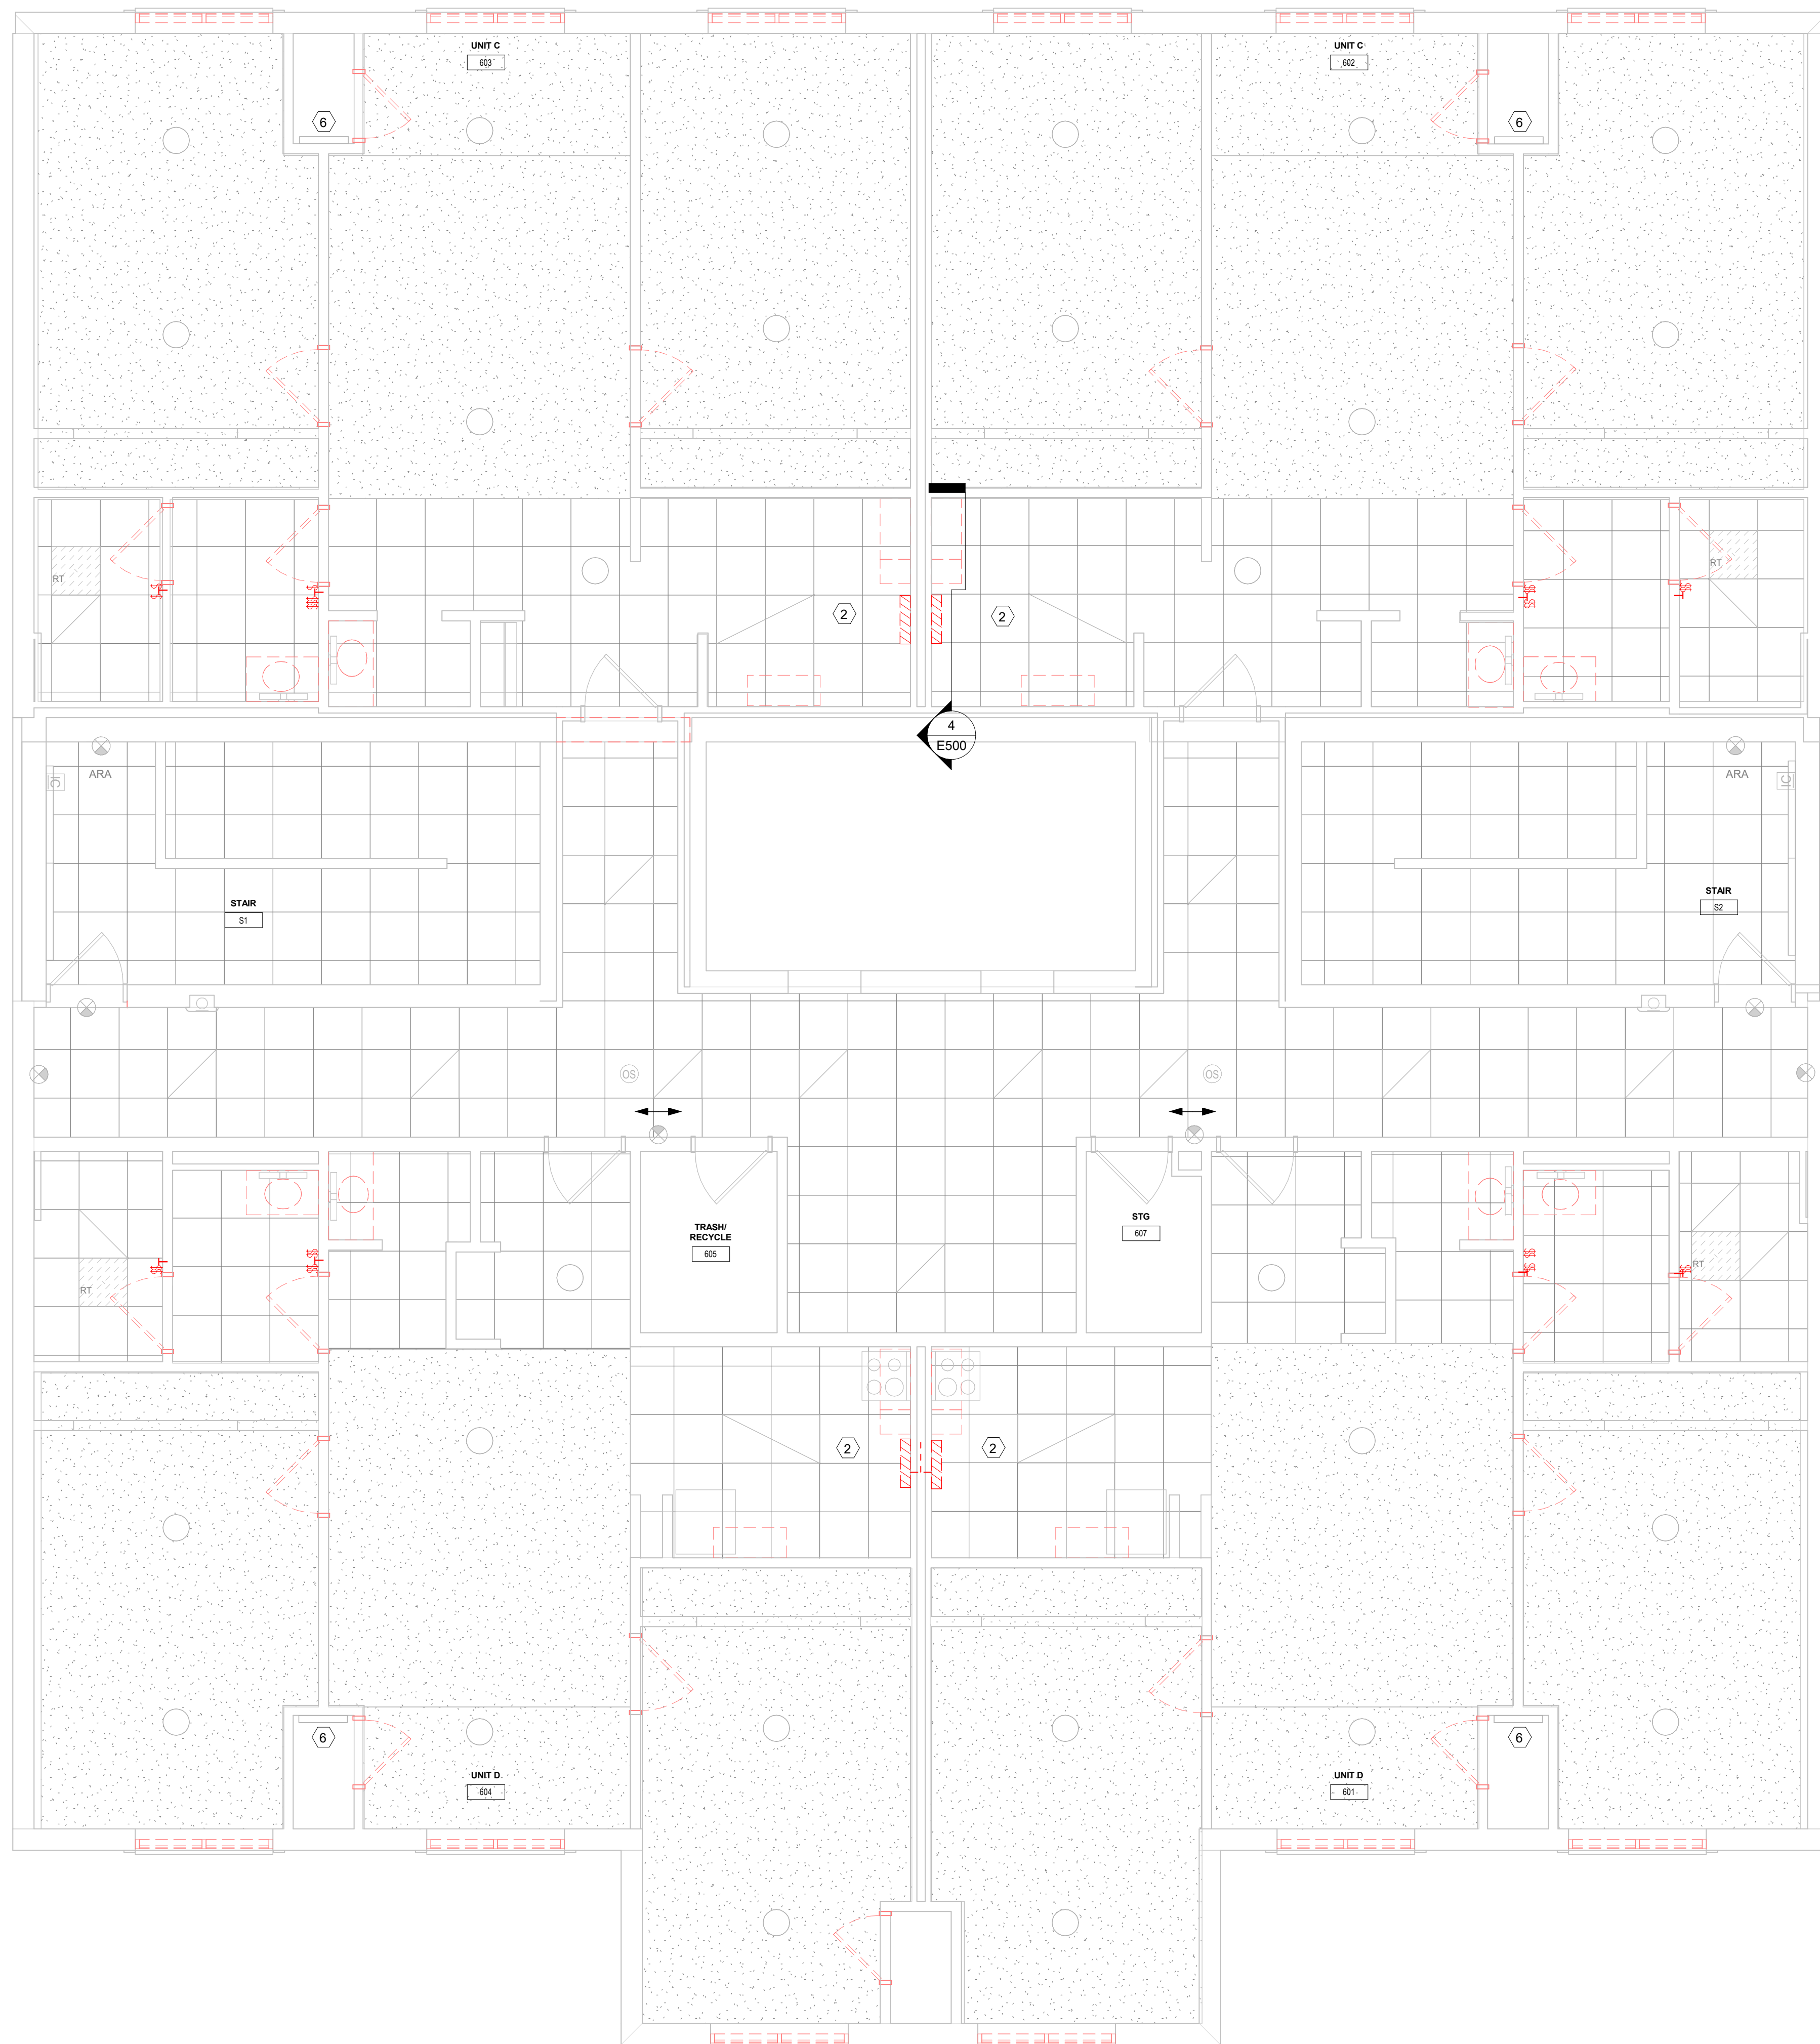 UNIT C
603
UNIT C
602
6
6
RT
RT
2
2
4
E500
ARA
ARA
STAIR
S1
STAIR
S2
OS
OS
TRASH/
RECYCLE
605
STG
607
RT
RT
2
2
6
6
UNIT D
604
UNIT D
601